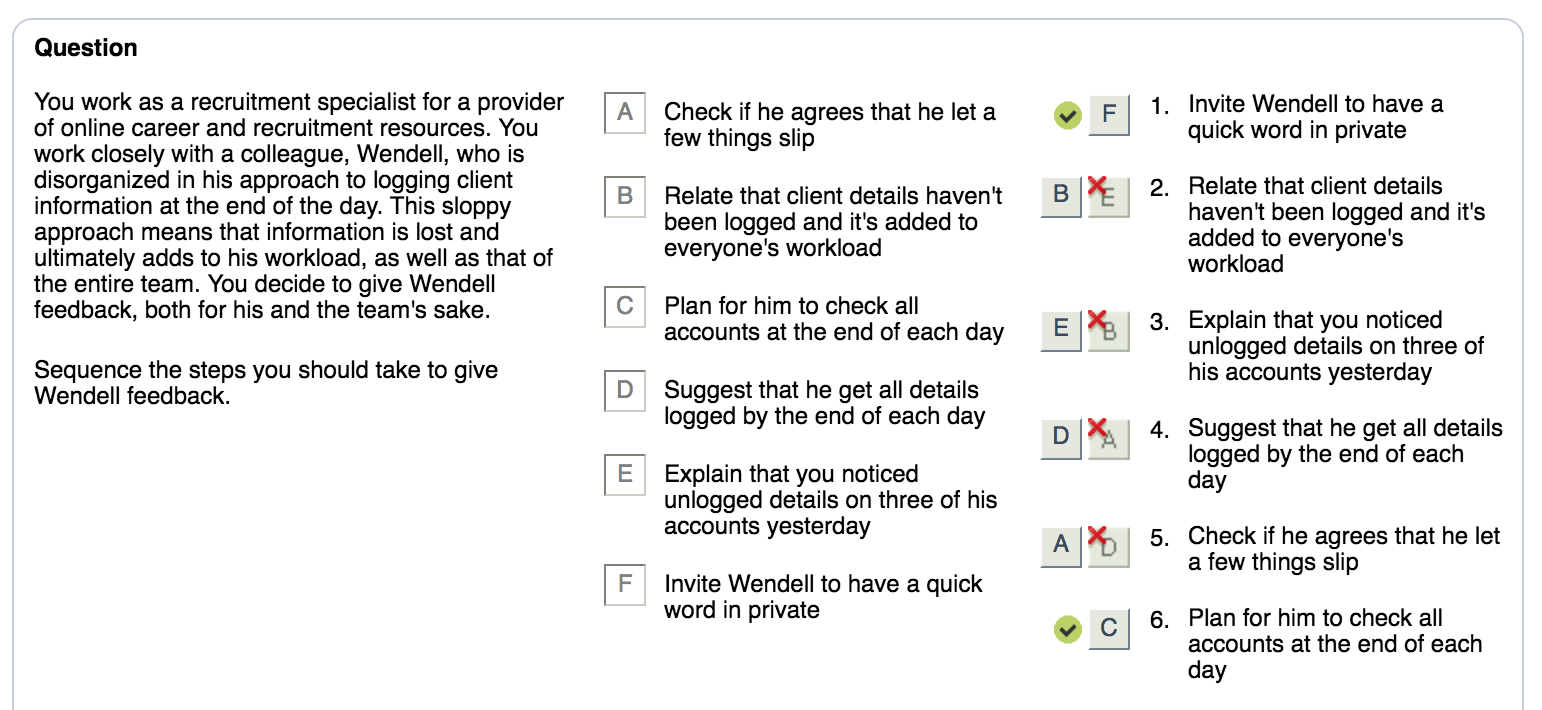 Question
You work as a recruitment specialist for a provider
of online career and recruitment resources. You
work closely with a colleague, Wendell, who is
disorganized in his approach to logging client
information at the end of the day. This sloppy
approach means that information is lost and
ultimately adds to his workload, as well as that of
the entire team. You decide to give Wendell
feedback, both for his and the team's sake.
Sequence the steps you should take to give
Wendell feedback.
A Check if he agrees that he let a
few things slip
B Relate that client details haven't
been logged and it's added to
everyone's workload
C Plan for him to check all
accounts at the end of each day
D Suggest that he get all details
logged by the end of each day
E Explain that you noticed
unlogged details on three of his
accounts yesterday
F Invite Wendell to have a quick
word in private
F 1. Invite Wendell to have a
quick word in private
B E 2. Relate that client details
haven't been logged and it's
added to everyone's
workload
E B 3. Explain that you noticed
unlogged details on three of
his accounts yesterday
D A 4. Suggest that he get all details
logged by the end of each
day
A D 5. Check if he agrees that he let
a few things slip
C 6. Plan for him to check all
accounts at the end of each
day